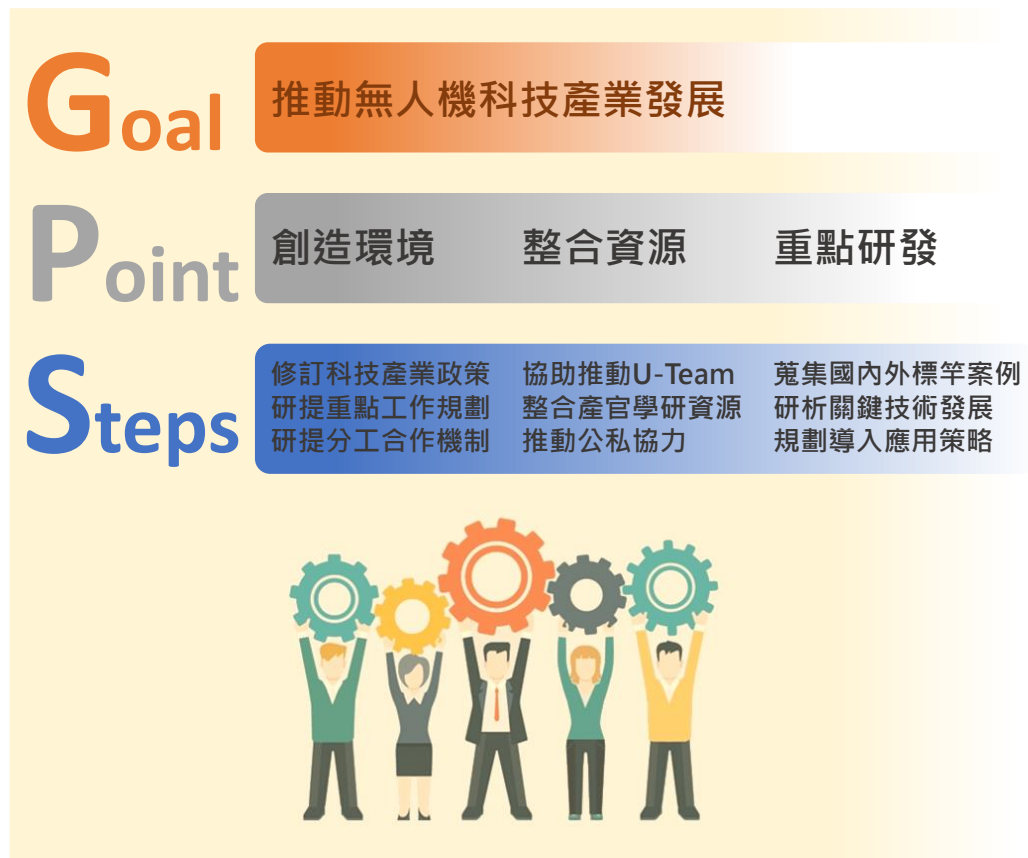 Goal
推動無人機科技產業發展
Point
創造環境 整合資源 重點研發
Steps
修訂科技產業政策 協助推動U-Team 蒐集國內外標竿案例
研提重點工作規劃 整合產官學研資源 研析關鍵技術發展
研提分工合作機制 推動公私協力 規劃導入應用策略